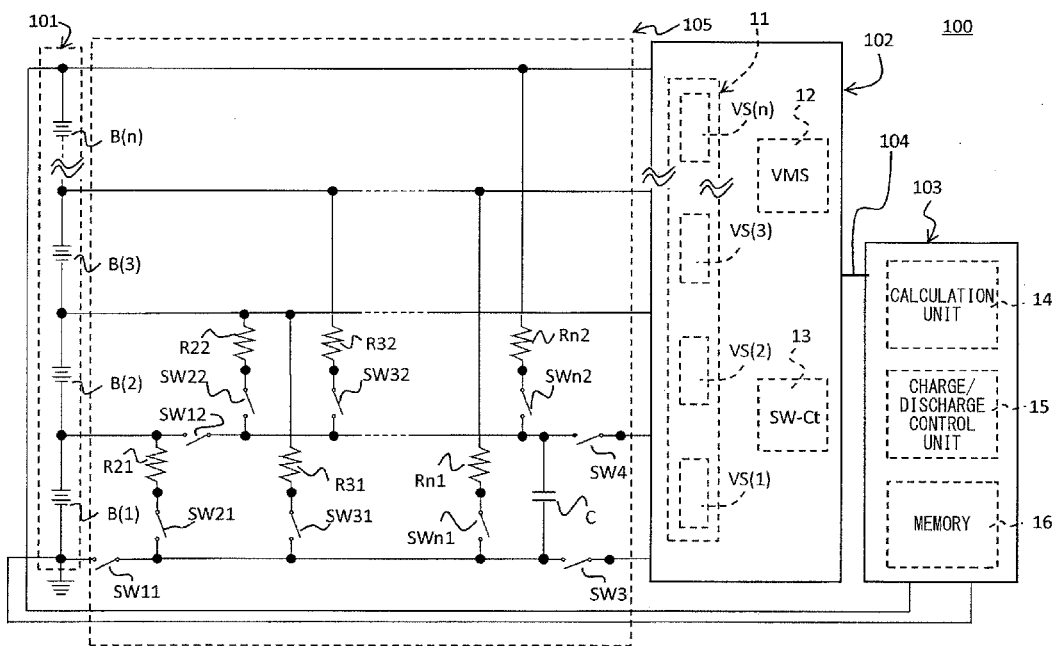 101
105
11
100
102
12
VS(n)
104
B(n)
VMS
103
VS(3)
B(3)
CALCULATION
UNIT
14
R22
R32
Rn2
13
VS(2)
SW22
SW32
SWn2
B(2)
SW12
SW-Ct
CHARGE/
DISCHARGE
CONTROL
UNIT
15
SW4
R21
R31
Rn1
VS(1)
B(1)
SW21
SW31
SWn1
C
MEMORY
16
SW11
SW3